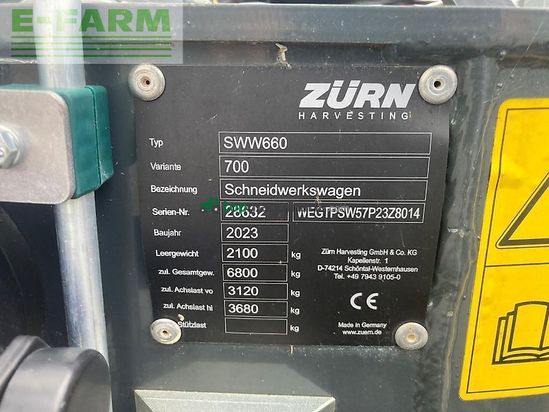 E-FARM
ZÜRN
HARVESTING
Typ SWW660
Variante 700
Bezeichnung Schneidwerkswagen
Serien-Nr. 28632 WEGTPSW57P23Z8014
Baujahr 2023
Leergewicht 2100 kg
zul. Gesamtgew. 6800 kg
zul. Achslast vo 3120 kg
zul. Achslast hi 3680 kg
Stützlast kg
Zürn Harvesting GmbH & Co. KG
Kapellenstr. 1
D-74214 Schöntal-Westernhausen
Tel. +49 7943 9105-0
CE
Made in Germany
www.zuern.de